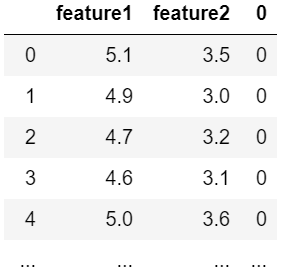 feature1 feature2 0
0 5.1 3.5 0
1 4.9 3.0 0
2 4.7 3.2 0
3 4.6 3.1 0
4 5.0 3.6 0
... ... ... ...